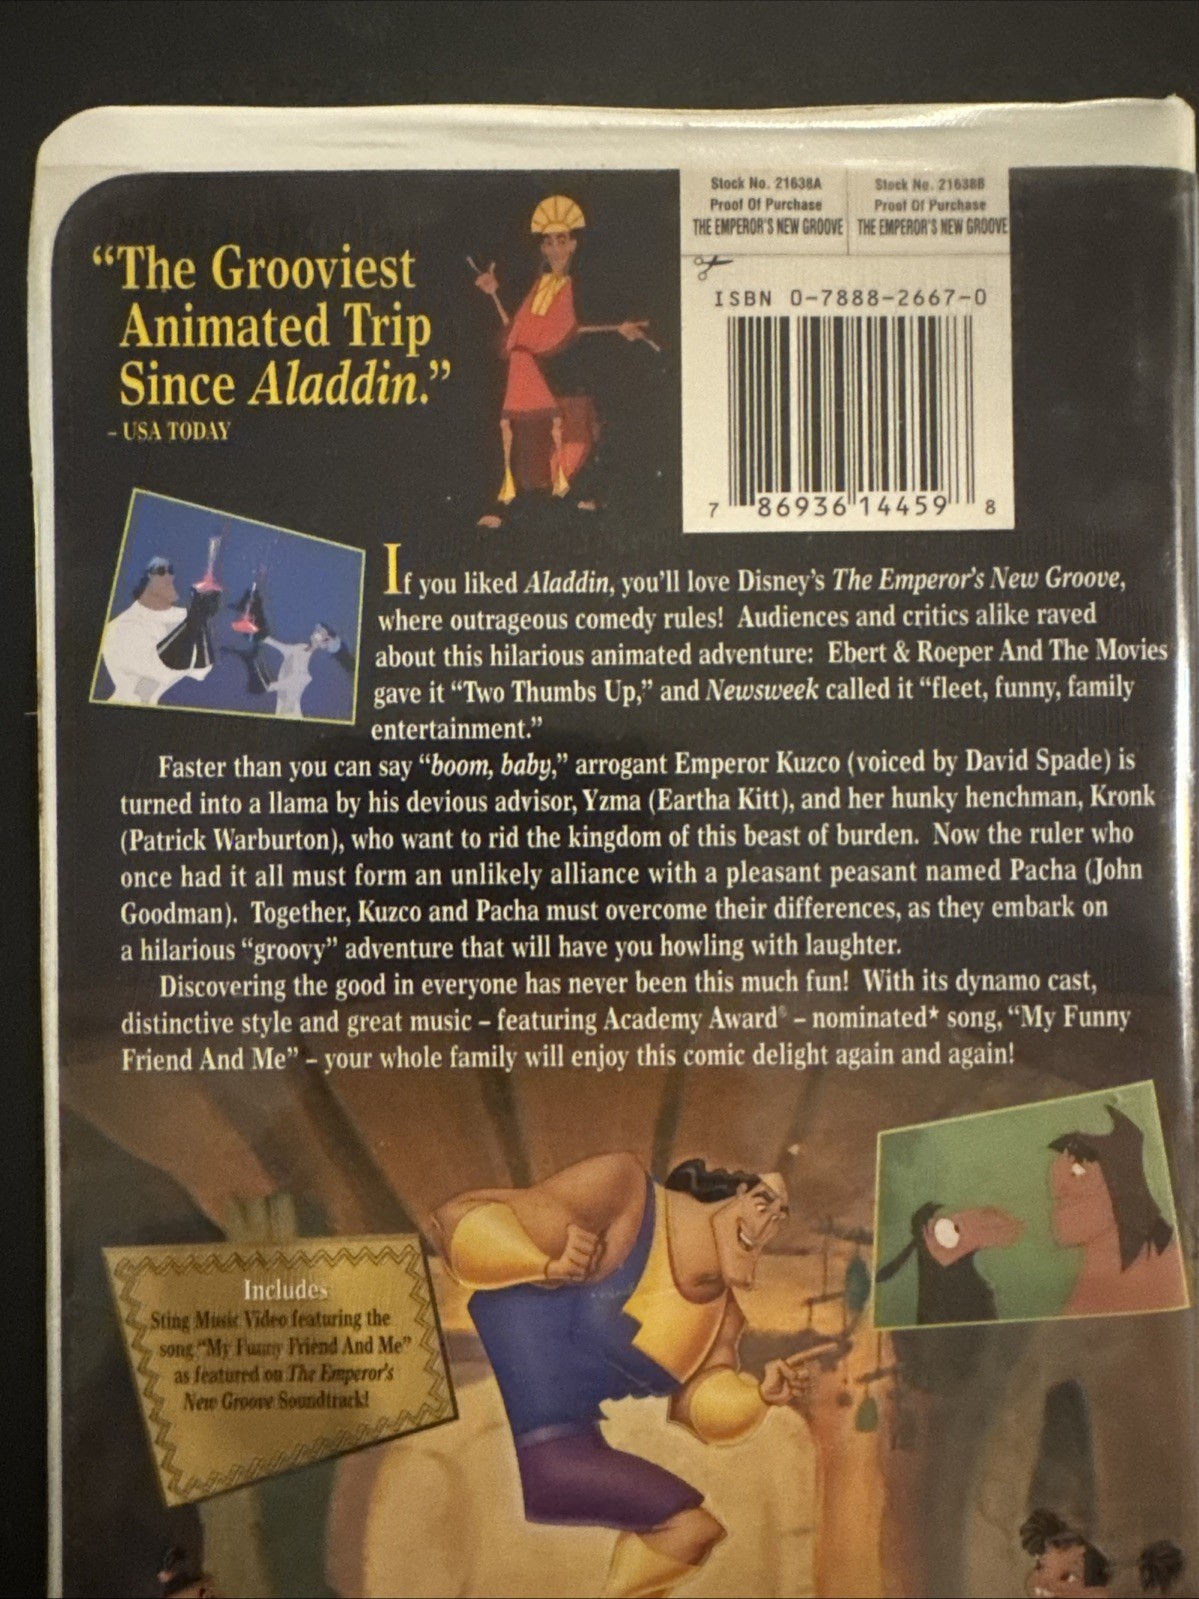 Stock No. 21638A
Proof Of Purchase
THE EMPEROR'S NEW GROOVE
Stock No. 21638B
Proof Of Purchase
THE EMPEROR'S NEW GROOVE
ISBN 0-7888-2667-0
7 86936 14459 8
“The Grooviest
Animated Trip
Since Aladdin.”
– USA TODAY
If you liked Aladdin, you’ll love Disney’s The Emperor’s New Groove,
where outrageous comedy rules! Audiences and critics alike raved
about this hilarious animated adventure: Ebert & Roeper And The Movies
gave it “Two Thumbs Up,” and Newsweek called it “fleet, funny, family
entertainment.”
Faster than you can say “boom, baby,” arrogant Emperor Kuzco (voiced by David Spade) is
turned into a llama by his devious advisor, Yzma (Eartha Kitt), and her hunky henchman, Kronk
(Patrick Warburton), who want to rid the kingdom of this beast of burden. Now the ruler who
once had it all must form an unlikely alliance with a pleasant peasant named Pacha (John
Goodman). Together, Kuzco and Pacha must overcome their differences, as they embark on
a hilarious “groovy” adventure that will have you howling with laughter.
Discovering the good in everyone has never been this much fun! With its dynamo cast,
distinctive style and great music – featuring Academy Award® – nominated* song, “My Funny
Friend And Me” – your whole family will enjoy this comic delight again and again!
Includes
Sting Music Video featuring the
song “My Funny Friend And Me”
as featured on The Emperor’s
New Groove Soundtrack!